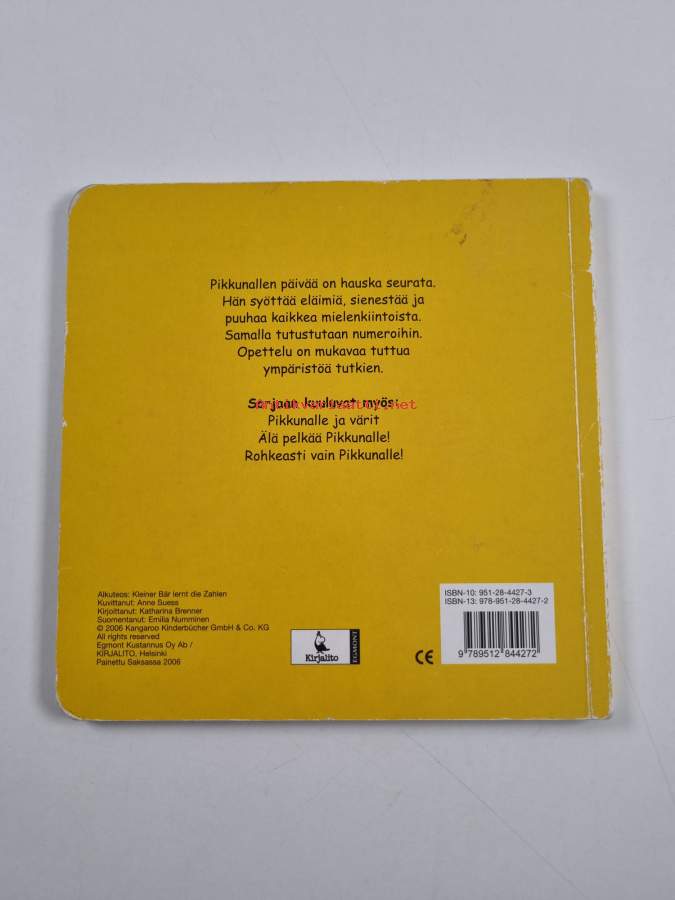 Pikkunallen päivää on hauska seurata.
Hän syöttää eläimiä, sienestää ja
puuhaa kaikkea mielenkiintoista.
Samalla tutustutaan numeroihin.
Opettelu on mukavaa tuttua
ympäristöä tutkien.
Sarjaan kuuluvat myös:
Antikvariaatti.net
Pikkunalle ja värit
Älä pelkää Pikkunalle!
Rohkeasti vain Pikkunalle!
Alkuteos: Kleiner Bär lernt die Zahlen
Kuvittanut: Anne Suess
Kirjoittanut: Katharina Brenner
Suomentanut: Emilia Numminen
© 2006 Kangaroo Kinderbücher GmbH & Co. KG
All rights reserved
Egmont Kustannus Oy Ab /
KIRJALITO, Helsinki
Painettu Saksassa 2006
Kirjalito
EGMONT
CE
ISBN-10: 951-28-4427-3
ISBN-13: 978-951-28-4427-2
9 789512 844272